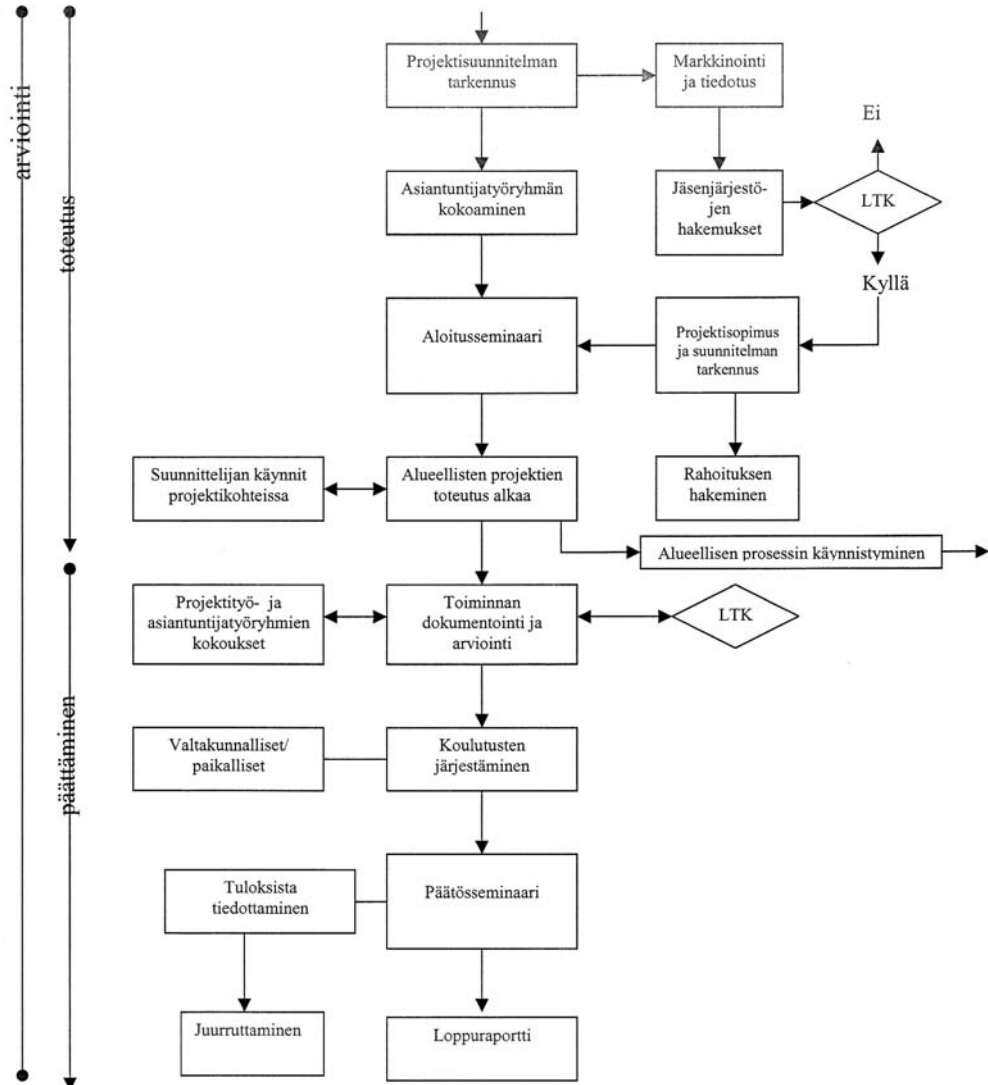 arviointi
toteutus
päättäminen
Projektisuunnitelman
tarkennus
Markkinointi
ja tiedotus
Ei
Asiantuntijatyöryhmän
kokoaminen
Jäsenjärjestö-
jen
hakemukset
LTK
Kyllä
Aloitusseminaari
Projektisopimus
ja suunnitelman
tarkennus
Suunnittelijan käynnit
projektikohteissa
Alueellisten projektien
toteutus alkaa
Rahoituksen
hakeminen
Alueellisen prosessin käynnistyminen
Projektityö- ja
asiantuntijatyöryhmien
kokoukset
Toiminnan
dokumentointi ja
arviointi
LTK
Valtakunnalliset/
paikalliset
Koulutusten
järjestäminen
Tuloksista
tiedottaminen
Päätösseminaari
Juurruttaminen
Loppuraportti